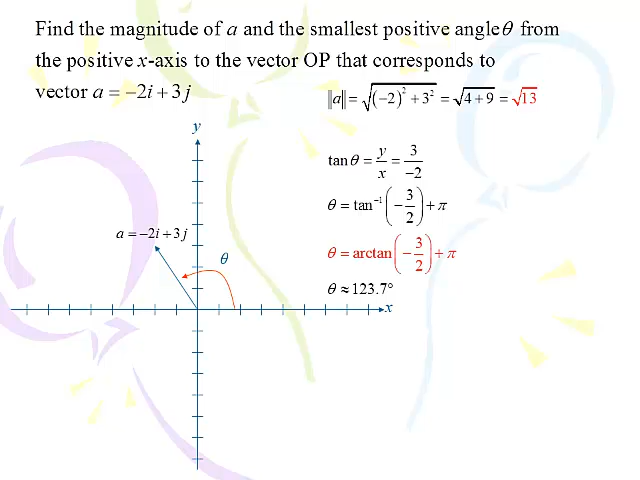 Find the magnitude of a and the smallest positive angle θ from
the positive x-axis to the vector OP that corresponds to
vector a = −2i + 3j
‖a‖ = √((−2)² + 3²) = √(4 + 9) = √13
y
tan θ = y/x = 3/−2
θ = tan⁻¹(−3/2) + π
a = −2i + 3j
θ
θ = arctan(−3/2) + π
θ ≈ 123.7°
x